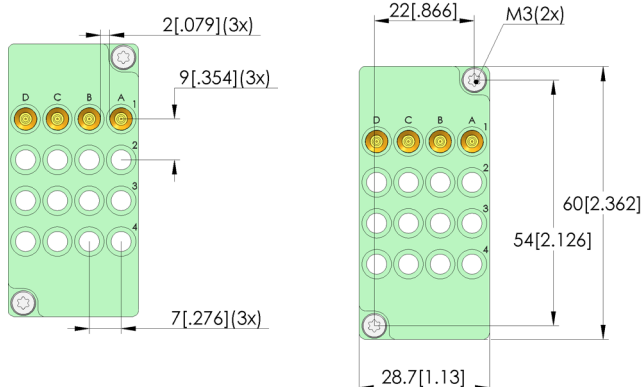 2[.079](3x)
9[.354](3x)
D C B A
1
2
3
4
7[.276](3x)
22[.866]
M3(2x)
D C B A
1
2
3
4
60[2.362]
54[2.126]
28.7[1.13]